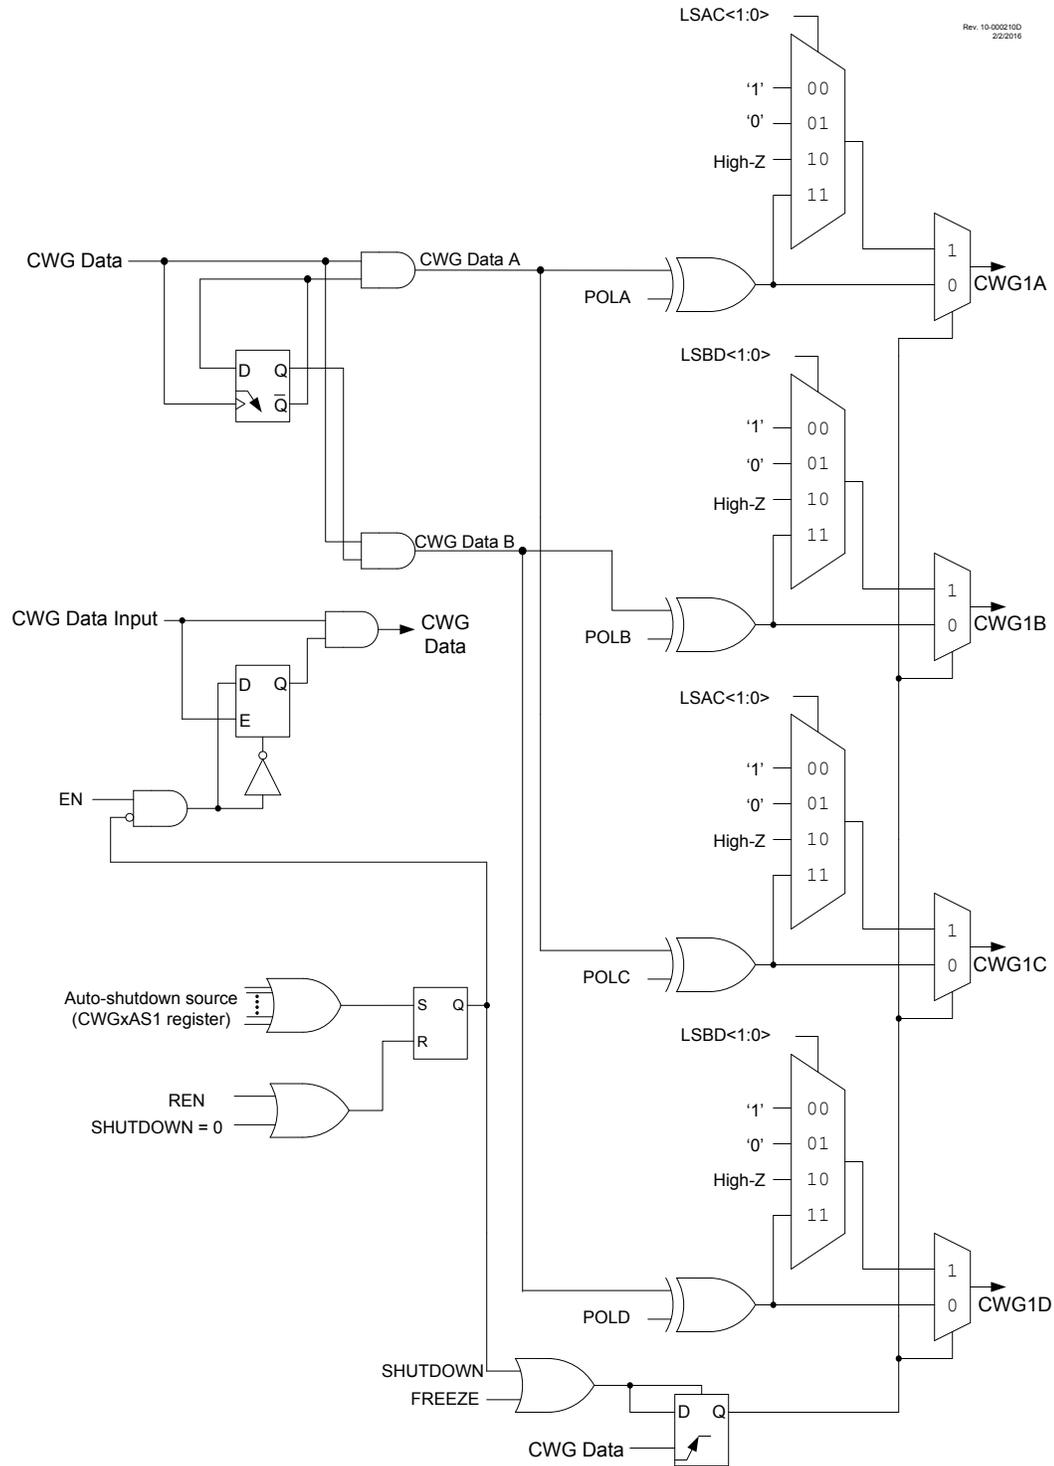 LSAC<1:0>
Rev. 10-000210D
2/2/2016
'1'
00
'0'
01
High-Z
10
11
CWG Data
CWG Data A
1
0
CWG1A
POLA
D
Q
Q
LSBD<1:0>
'1'
00
'0'
01
High-Z
10
11
CWG Data B
1
0
CWG1B
POLB
CWG Data Input
CWG
Data
D
Q
E
EN
LSAC<1:0>
'1'
00
'0'
01
High-Z
10
11
1
0
CWG1C
POLC
Auto-shutdown source
(CWGxAS1 register)
S
Q
R
REN
SHUTDOWN = 0
LSBD<1:0>
'1'
00
'0'
01
High-Z
10
11
1
0
CWG1D
POLD
SHUTDOWN
FREEZE
D
Q
CWG Data